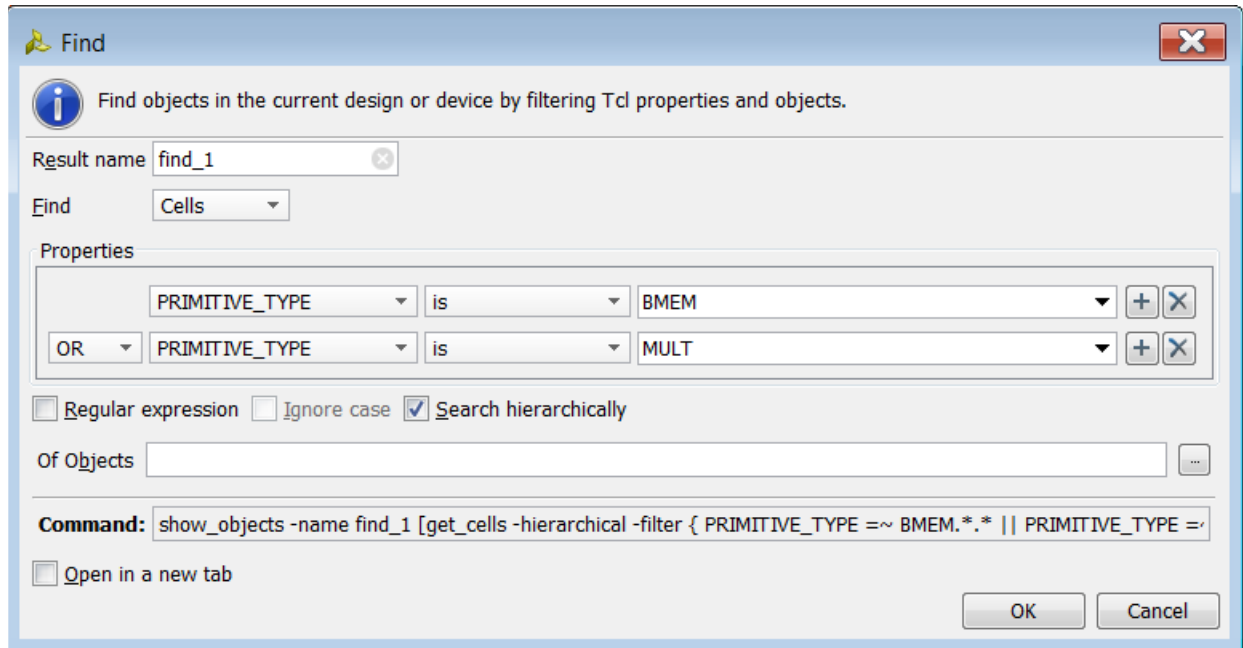 Find
Find objects in the current design or device by filtering Tcl properties and objects.
Result name find_1
Find Cells
Properties
PRIMITIVE_TYPE is BMEM
OR PRIMITIVE_TYPE is MULT
Regular expression Ignore case Search hierarchically
Of Objects ...
Command: show_objects -name find_1 [get_cells -hierarchical -filter { PRIMITIVE_TYPE =~ BMEM.*.* || PRIMITIVE_TYPE =~
Open in a new tab
OK Cancel